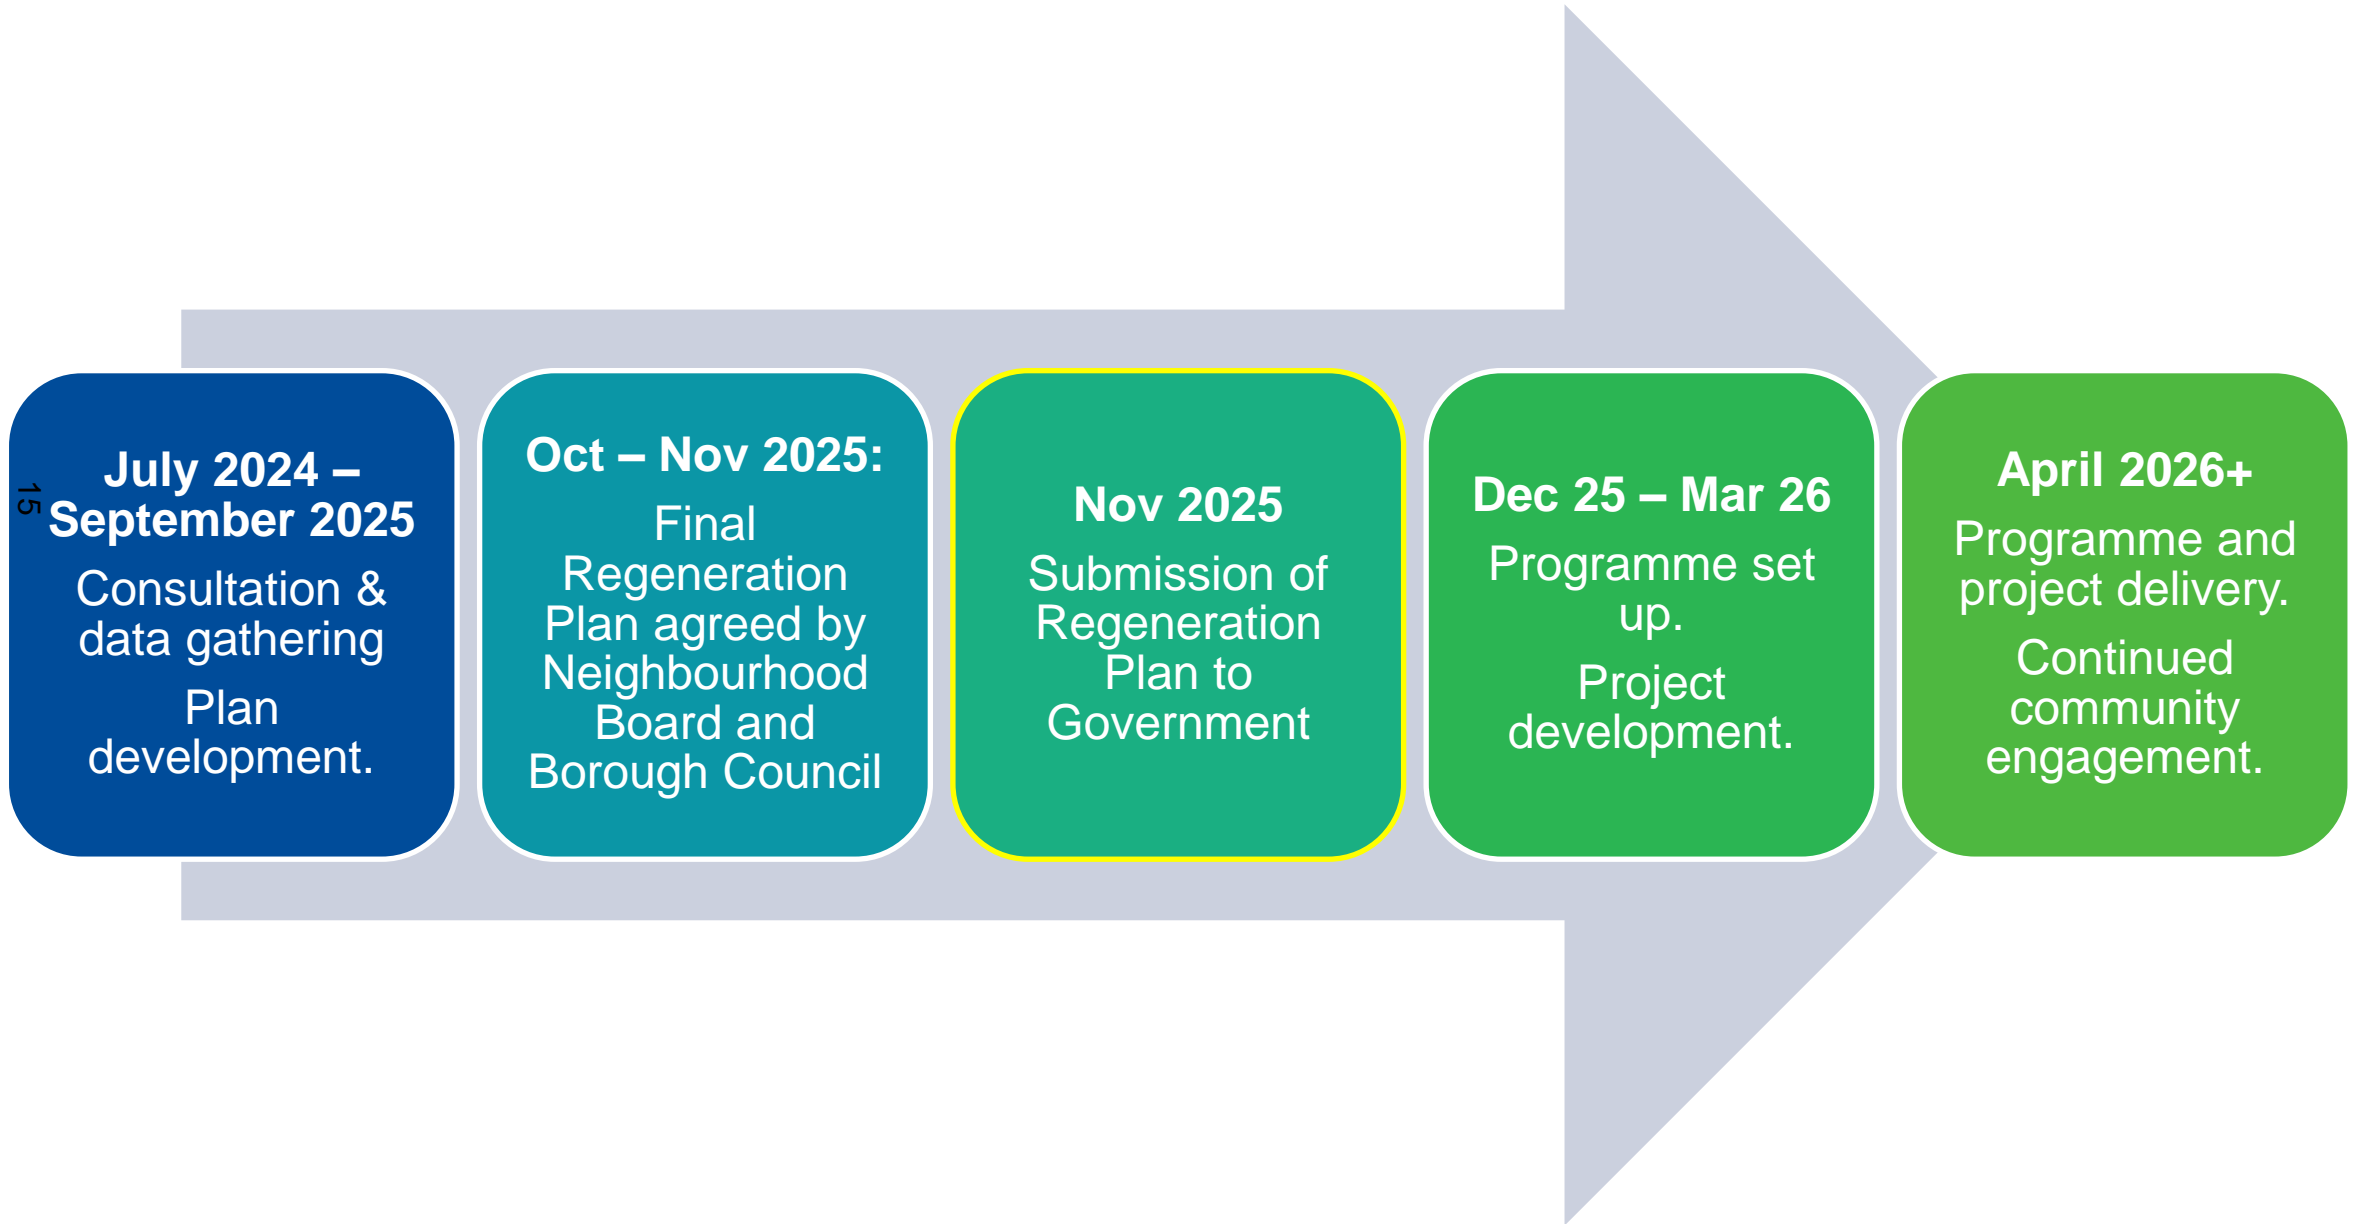 July 2024 –
September 2025
Consultation &
data gathering
Plan
development.
15
Oct – Nov 2025:
Final
Regeneration
Plan agreed by
Neighbourhood
Board and
Borough Council
Nov 2025
Submission of
Regeneration
Plan to
Government
Dec 25 – Mar 26
Programme set
up.
Project
development.
April 2026+
Programme and
project delivery.
Continued
community
engagement.